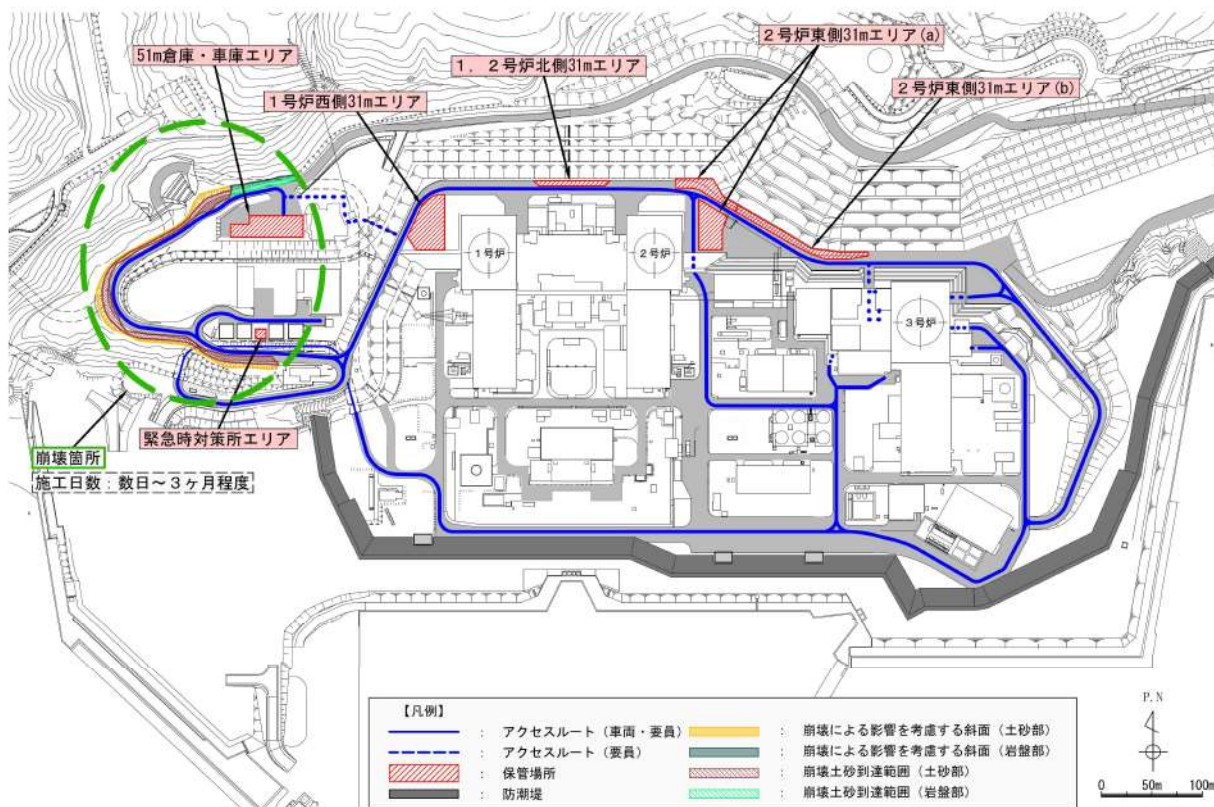 51m倉庫・車庫エリア
1号炉西側31mエリア
1．2号炉北側31mエリア
2号炉東側31mエリア(a)
2号炉東側31mエリア(b)
1号炉
2号炉
3号炉
緊急時対策所エリア
崩壊箇所
施工日数：数日～3ヶ月程度
【凡例】
： アクセスルート（車両・要員）
： アクセスルート（要員）
： 保管場所
： 防潮堤
： 崩壊による影響を考慮する斜面（土砂部）
： 崩壊による影響を考慮する斜面（岩盤部）
： 崩壊土砂到達範囲（土砂部）
： 崩壊土砂到達範囲（岩盤部）
P.N
0 50m 100m